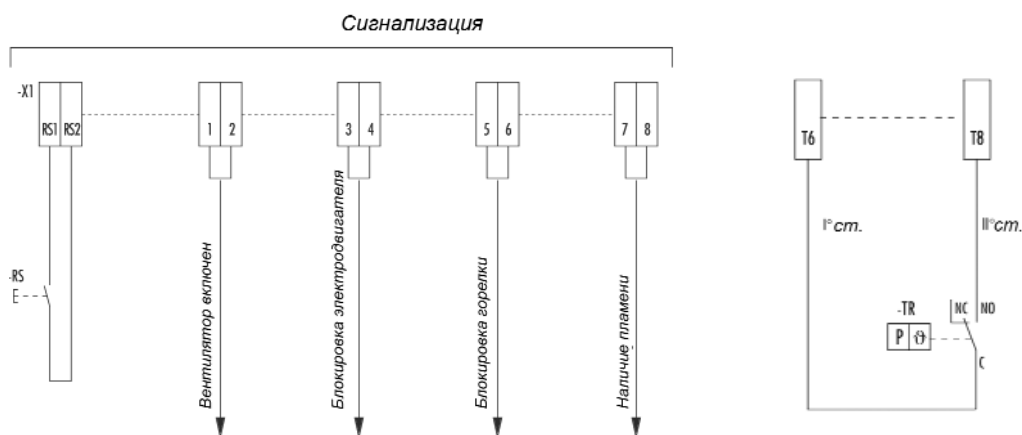 Сигнализация
-X1
RS1 RS2
1 2
3 4
5 6
7 8
-RS
E
Вентилятор включен
Блокировка электродвигателя
Блокировка горелки
Наличие пламени
T6
T8
I° ст.
II° ст.
-TR
P ϑ
NC
NO
C